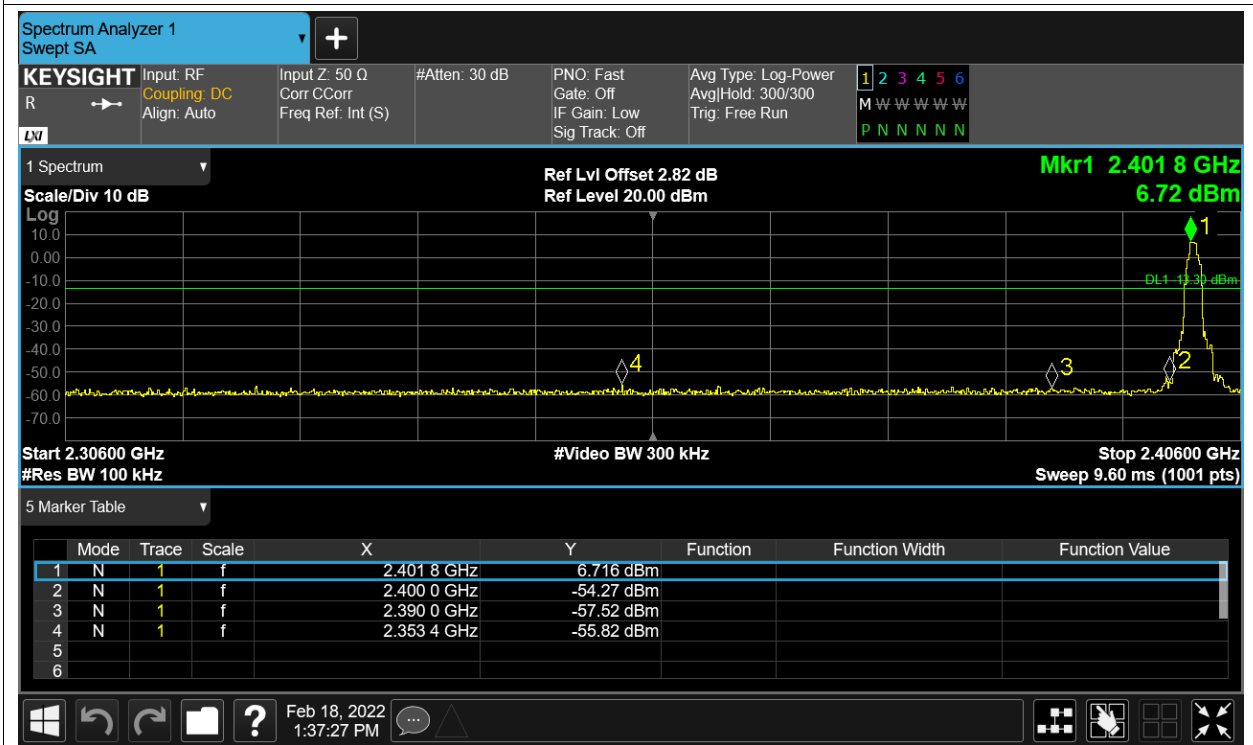 Spectrum Analyzer 1
Swept SA
KEYSIGHT
R
LXI
Input: RF
Coupling: DC
Align: Auto
Input Z: 50 Ω
Corr CCorr
Freq Ref: Int (S)
#Atten: 30 dB
PNO: Fast
Gate: Off
IF Gain: Low
Sig Track: Off
Avg Type: Log-Power
Avg|Hold: 300/300
Trig: Free Run
1 2 3 4 5 6
M W W W W W
P N N N N N
1 Spectrum
Scale/Div 10 dB
Ref Lvl Offset 2.82 dB
Ref Level 20.00 dBm
Mkr1 2.401 8 GHz
6.72 dBm
Log
10.0
0.00
-10.0
-20.0
-30.0
-40.0
-50.0
-60.0
-70.0
1
DL1 -13.30 dBm
4
3
2
Start 2.30600 GHz
#Video BW 300 kHz
Stop 2.40600 GHz
#Res BW 100 kHz
Sweep 9.60 ms (1001 pts)
5 Marker Table
Mode Trace Scale X Y Function Function Width Function Value
1 N 1 f 2.401 8 GHz 6.716 dBm
2 N 1 f 2.400 0 GHz -54.27 dBm
3 N 1 f 2.390 0 GHz -57.52 dBm
4 N 1 f 2.353 4 GHz -55.82 dBm
5
6
?
Feb 18, 2022
1:37:27 PM